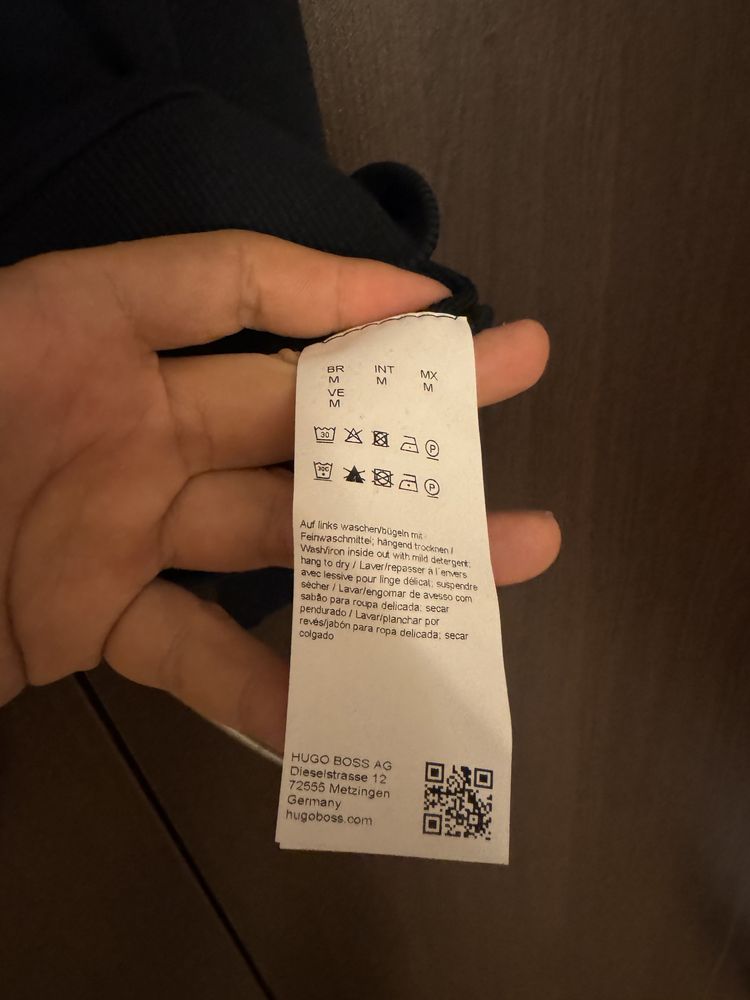 BR INT MX
M M M
VE
M
30 P
30C P
Auf links waschen/bügeln mit
Feinwaschmittel; hängend trocknen /
Wash/iron inside out with mild detergent;
hang to dry / Laver/repasser à l´envers
avec lessive pour linge délicat; suspendre
sécher / Lavar/engomar de avesso com
sabão para roupa delicada; secar
pendurado / Lavar/planchar por
revés/jabón para ropa delicada; secar
colgado
HUGO BOSS AG
Dieselstrasse 12
72555 Metzingen
Germany
hugoboss.com